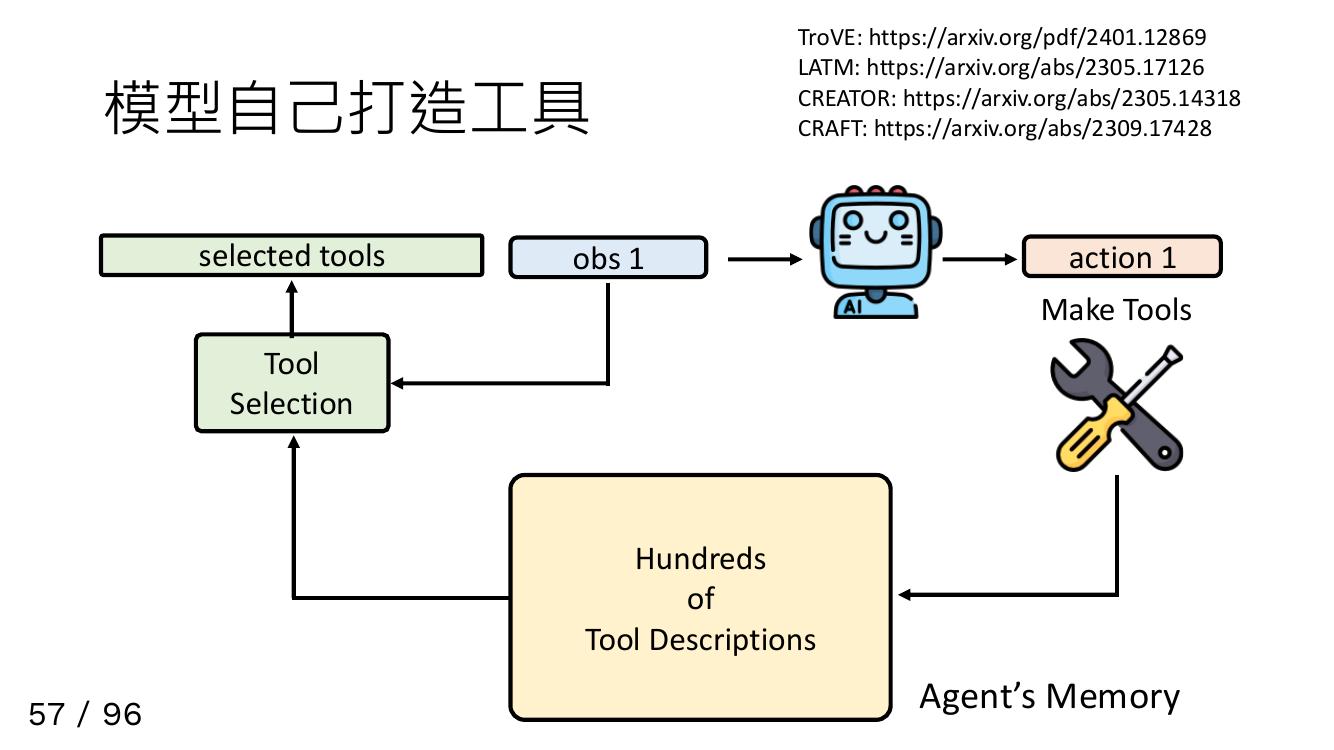 TroVE: https://arxiv.org/pdf/2401.12869
LATM: https://arxiv.org/abs/2305.17126
CREATOR: https://arxiv.org/abs/2305.14318
CRAFT: https://arxiv.org/abs/2309.17428
模型自己打造工具
selected tools
obs 1
AI
action 1
Make Tools
Tool
Selection
Hundreds
of
Tool Descriptions
Agent’s Memory
57 / 96